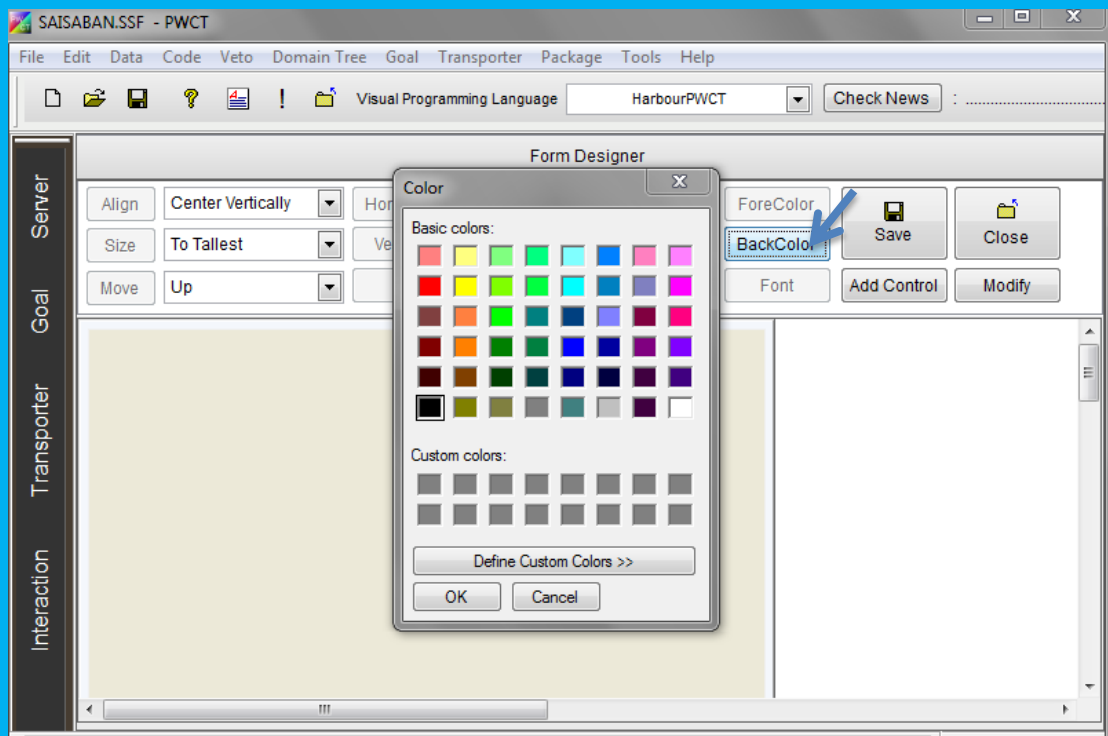 SAISABAN.SSF - PWCT
File Edit Data Code Veto Domain Tree Goal Transporter Package Tools Help
Visual Programming Language HarbourPWCT Check News : ....................................
Form Designer
Server
Goal
Transporter
Interaction
Align Center Vertically Hor ForeColor Save Close
Size To Tallest Ve BackColor
Move Up Font Add Control Modify
Color
Basic colors:
Custom colors:
Define Custom Colors >>
OK Cancel